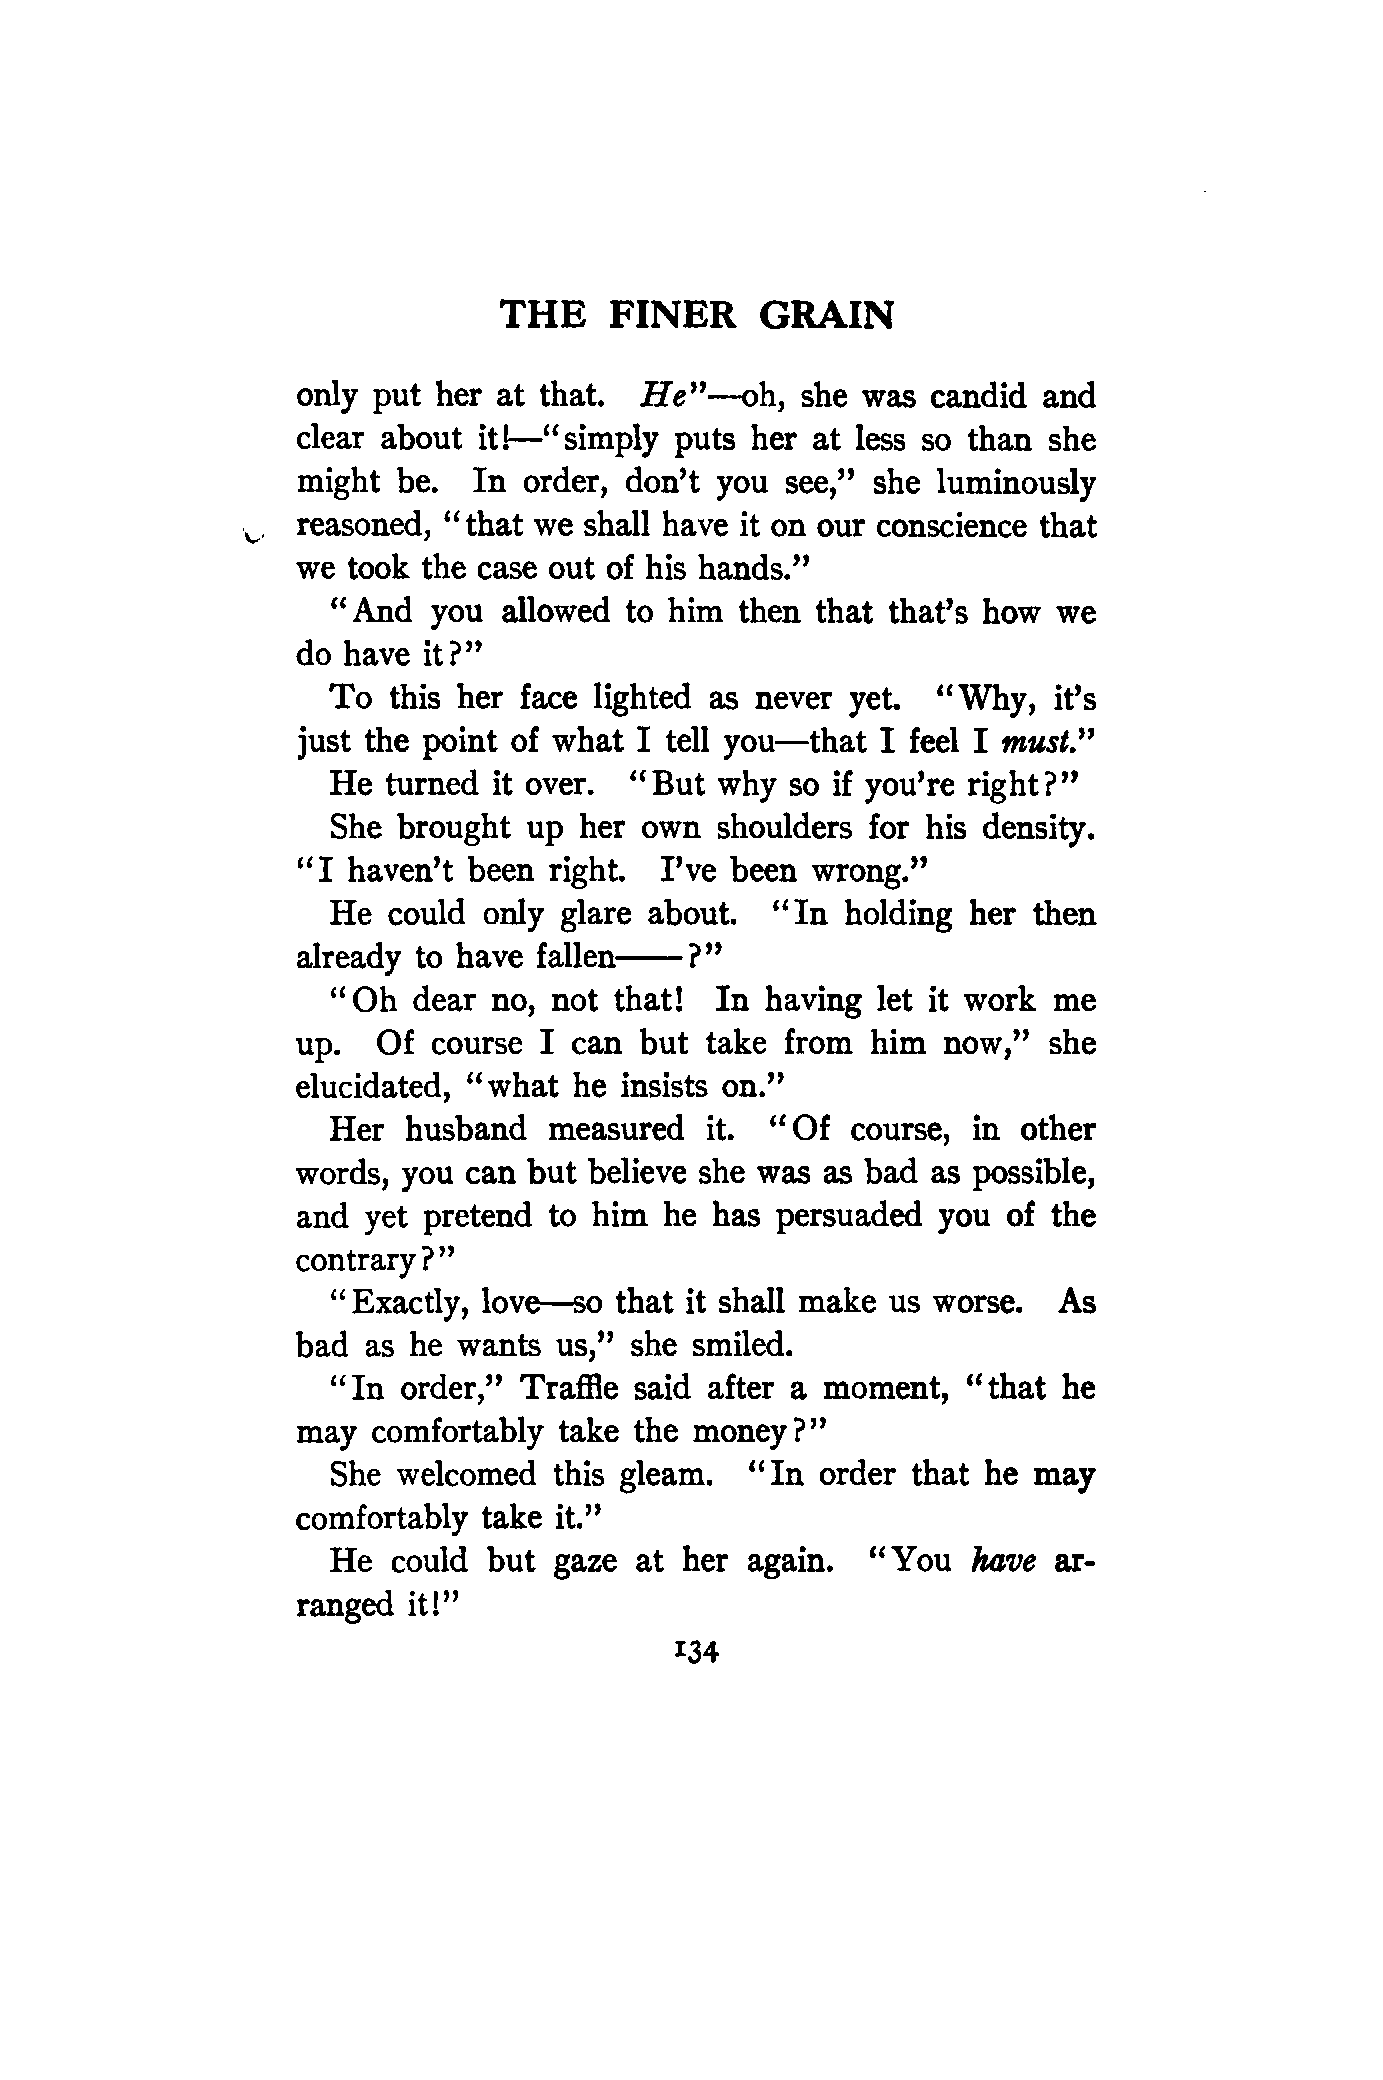 THE FINER GRAIN
only put her at that. He"—oh, she was candid and
clear about it!—"simply puts her at less so than she
might be. In order, don't you see," she luminously
reasoned, "that we shall have it on our conscience that
we took the case out of his hands."
"And you allowed to him then that that's how we
do have it?"
To this her face lighted as never yet. "Why, it's
just the point of what I tell you—that I feel I must."
He turned it over. "But why so if you're right?"
She brought up her own shoulders for his density.
"I haven't been right. I've been wrong."
He could only glare about. "In holding her then
already to have fallen——?"
"Oh dear no, not that! In having let it work me
up. Of course I can but take from him now," she
elucidated, "what he insists on."
Her husband measured it. "Of course, in other
words, you can but believe she was as bad as possible,
and yet pretend to him he has persuaded you of the
contrary?"
"Exactly, love—so that it shall make us worse. As
bad as he wants us," she smiled.
"In order," Traffle said after a moment, "that he
may comfortably take the money?"
She welcomed this gleam. "In order that he may
comfortably take it."
He could but gaze at her again. "You have ar-
ranged it!"
134